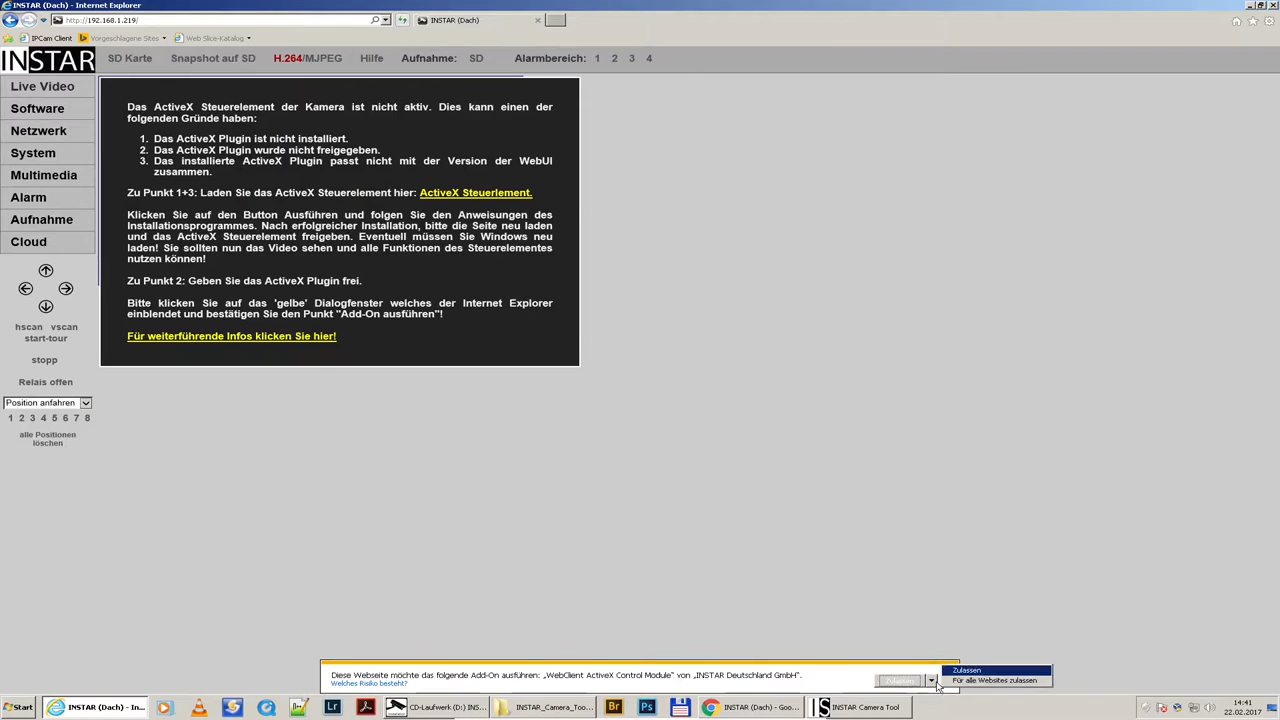 INSTAR (Dach) - Internet Explorer
http://192.168.1.219/
INSTAR (Dach)
IPCam Client
Vorgeschlagene Sites
Web Slice-Katalog
INSTAR
SD Karte
Snapshot auf SD
H.264/MJPEG
Hilfe
Aufnahme: SD
Alarmbereich: 1 2 3 4
Live Video
Software
Netzwerk
System
Multimedia
Alarm
Aufnahme
Cloud
hscan vscan
start-tour
stopp
Relais offen
Position anfahren
1 2 3 4 5 6 7 8
alle Positionen
löschen
Das ActiveX Steuerelement der Kamera ist nicht aktiv. Dies kann einen der
folgenden Gründe haben:
1. Das ActiveX Plugin ist nicht installiert.
2. Das ActiveX Plugin wurde nicht freigegeben.
3. Das installierte ActiveX Plugin passt nicht mit der Version der WebUI
zusammen.
Zu Punkt 1+3: Laden Sie das ActiveX Steuerelement hier: ActiveX Steuerlement.
Klicken Sie auf den Button Ausführen und folgen Sie den Anweisungen des
Installationsprogrammes. Nach erfolgreicher Installation, bitte die Seite neu laden
und das ActiveX Steuerelement freigeben. Eventuell müssen Sie Windows neu
laden! Sie sollten nun das Video sehen und alle Funktionen des Steuerelementes
nutzen können!
Zu Punkt 2: Geben Sie das ActiveX Plugin frei.
Bitte klicken Sie auf das 'gelbe' Dialogfenster welches der Internet Explorer
einblendet und bestätigen Sie den Punkt "Add-On ausführen"!
Für weiterführende Infos klicken Sie hier!
Diese Webseite möchte das folgende Add-On ausführen: „WebClient ActiveX Control Module" von „INSTAR Deutschland GmbH".
Welches Risiko besteht?
Zulassen
Zulassen
Für alle Websites zulassen
Start
INSTAR (Dach) - In...
CD-Laufwerk (D:) INS...
INSTAR_Camera_Too...
INSTAR (Dach) - Goo...
INSTAR Camera Tool
14:41
22.02.2017